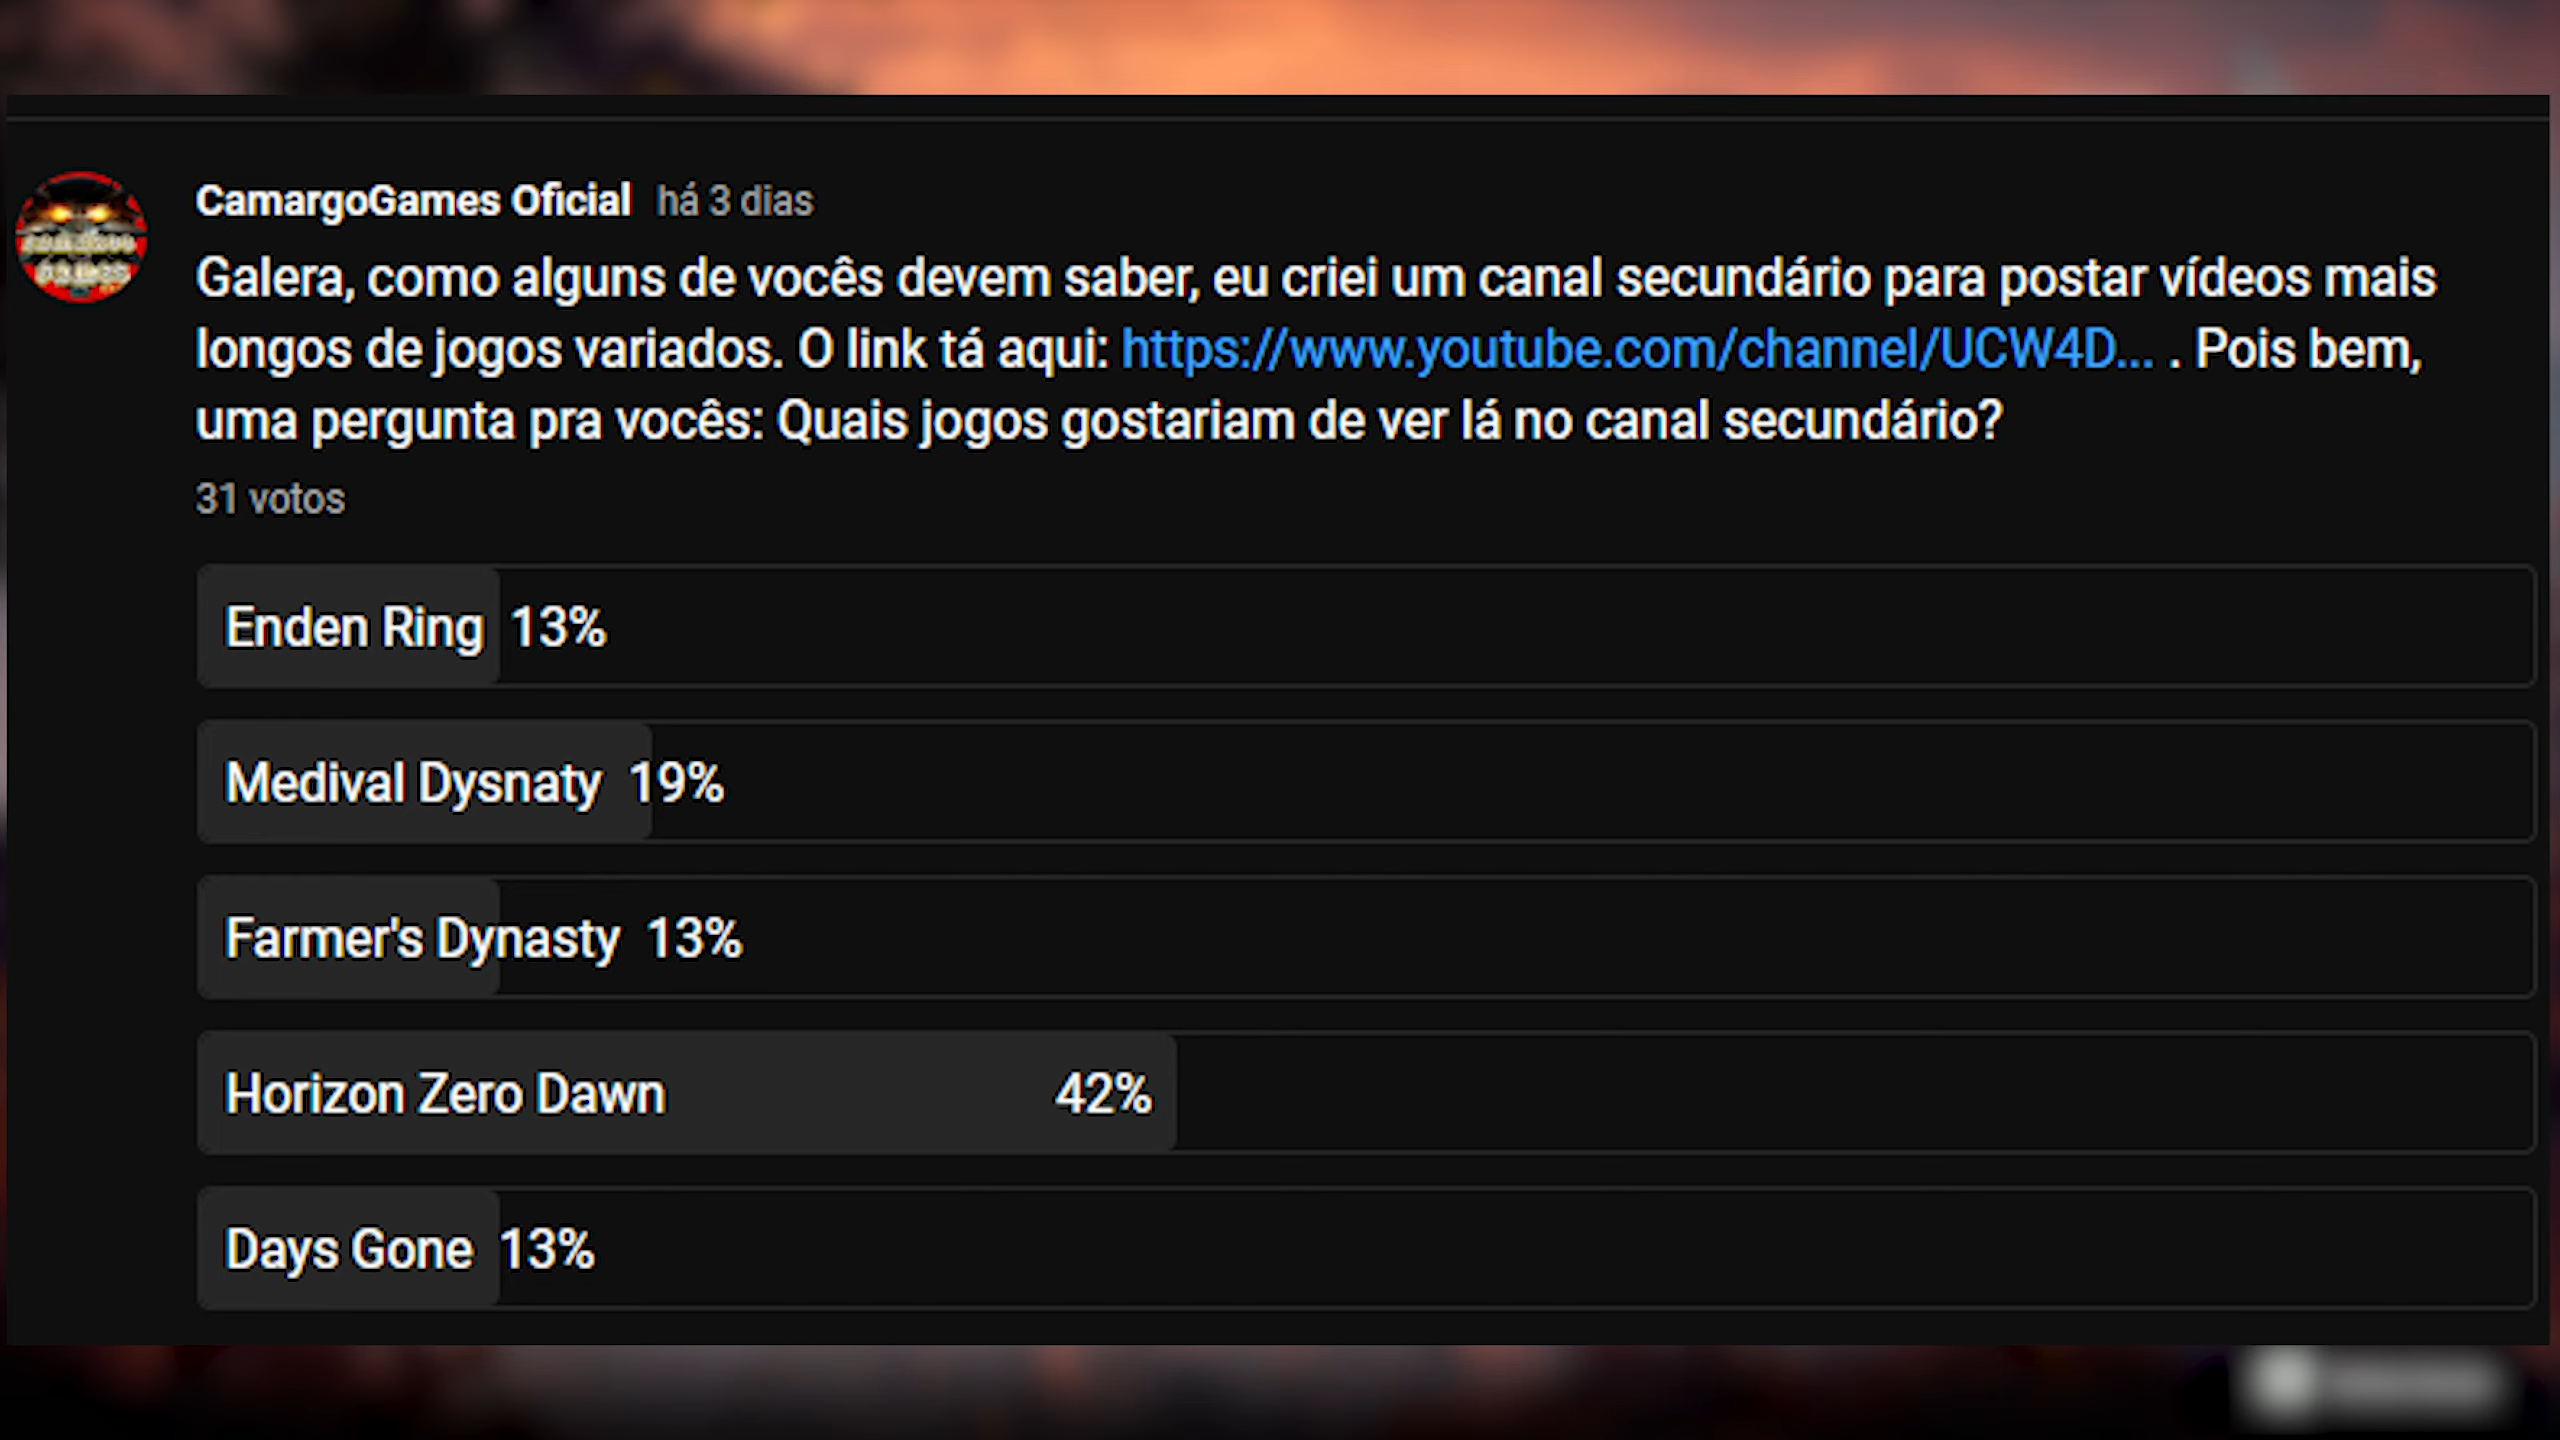 CamargoGames Oficial há 3 dias
Galera, como alguns de vocês devem saber, eu criei um canal secundário para postar vídeos mais
longos de jogos variados. O link tá aqui: https://www.youtube.com/channel/UCW4D... . Pois bem,
uma pergunta pra vocês: Quais jogos gostariam de ver lá no canal secundário?
31 votos
Enden Ring 13%
Medival Dysnaty 19%
Farmer's Dynasty 13%
Horizon Zero Dawn 42%
Days Gone 13%